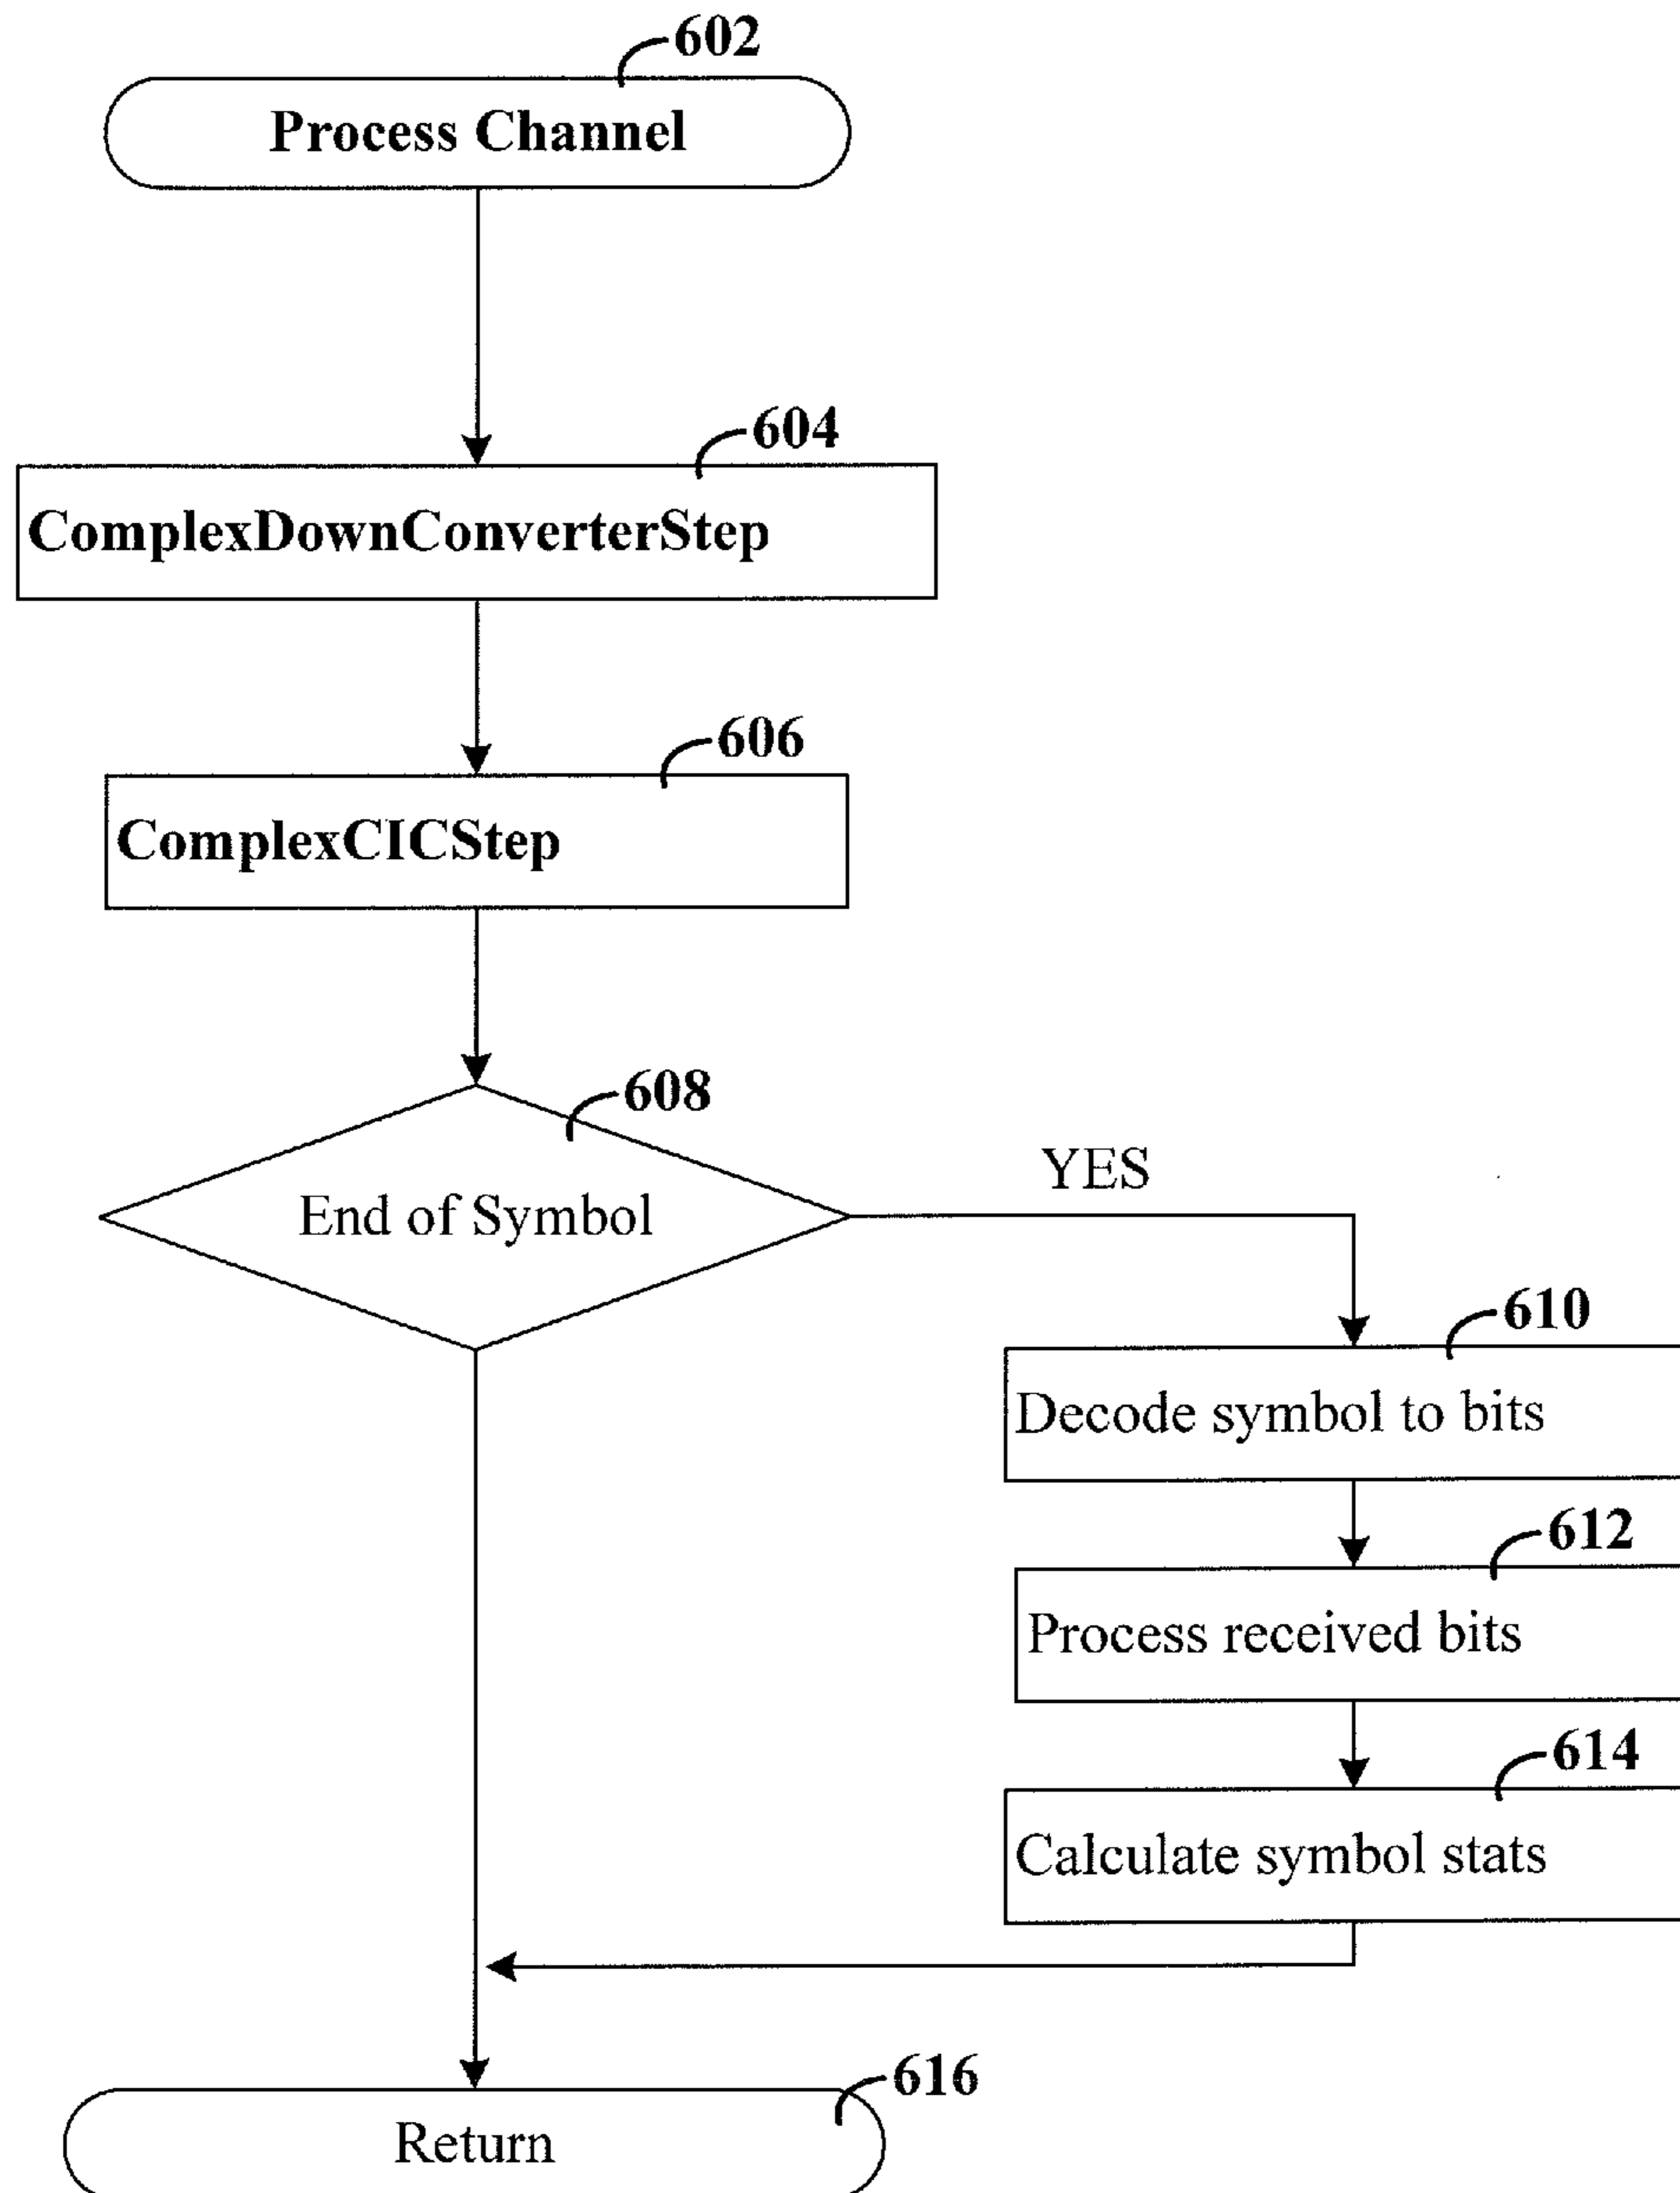 602
Process Channel
604
ComplexDownConverterStep
606
ComplexCICStep
608
End of Symbol
YES
610
Decode symbol to bits
612
Process received bits
614
Calculate symbol stats
616
Return